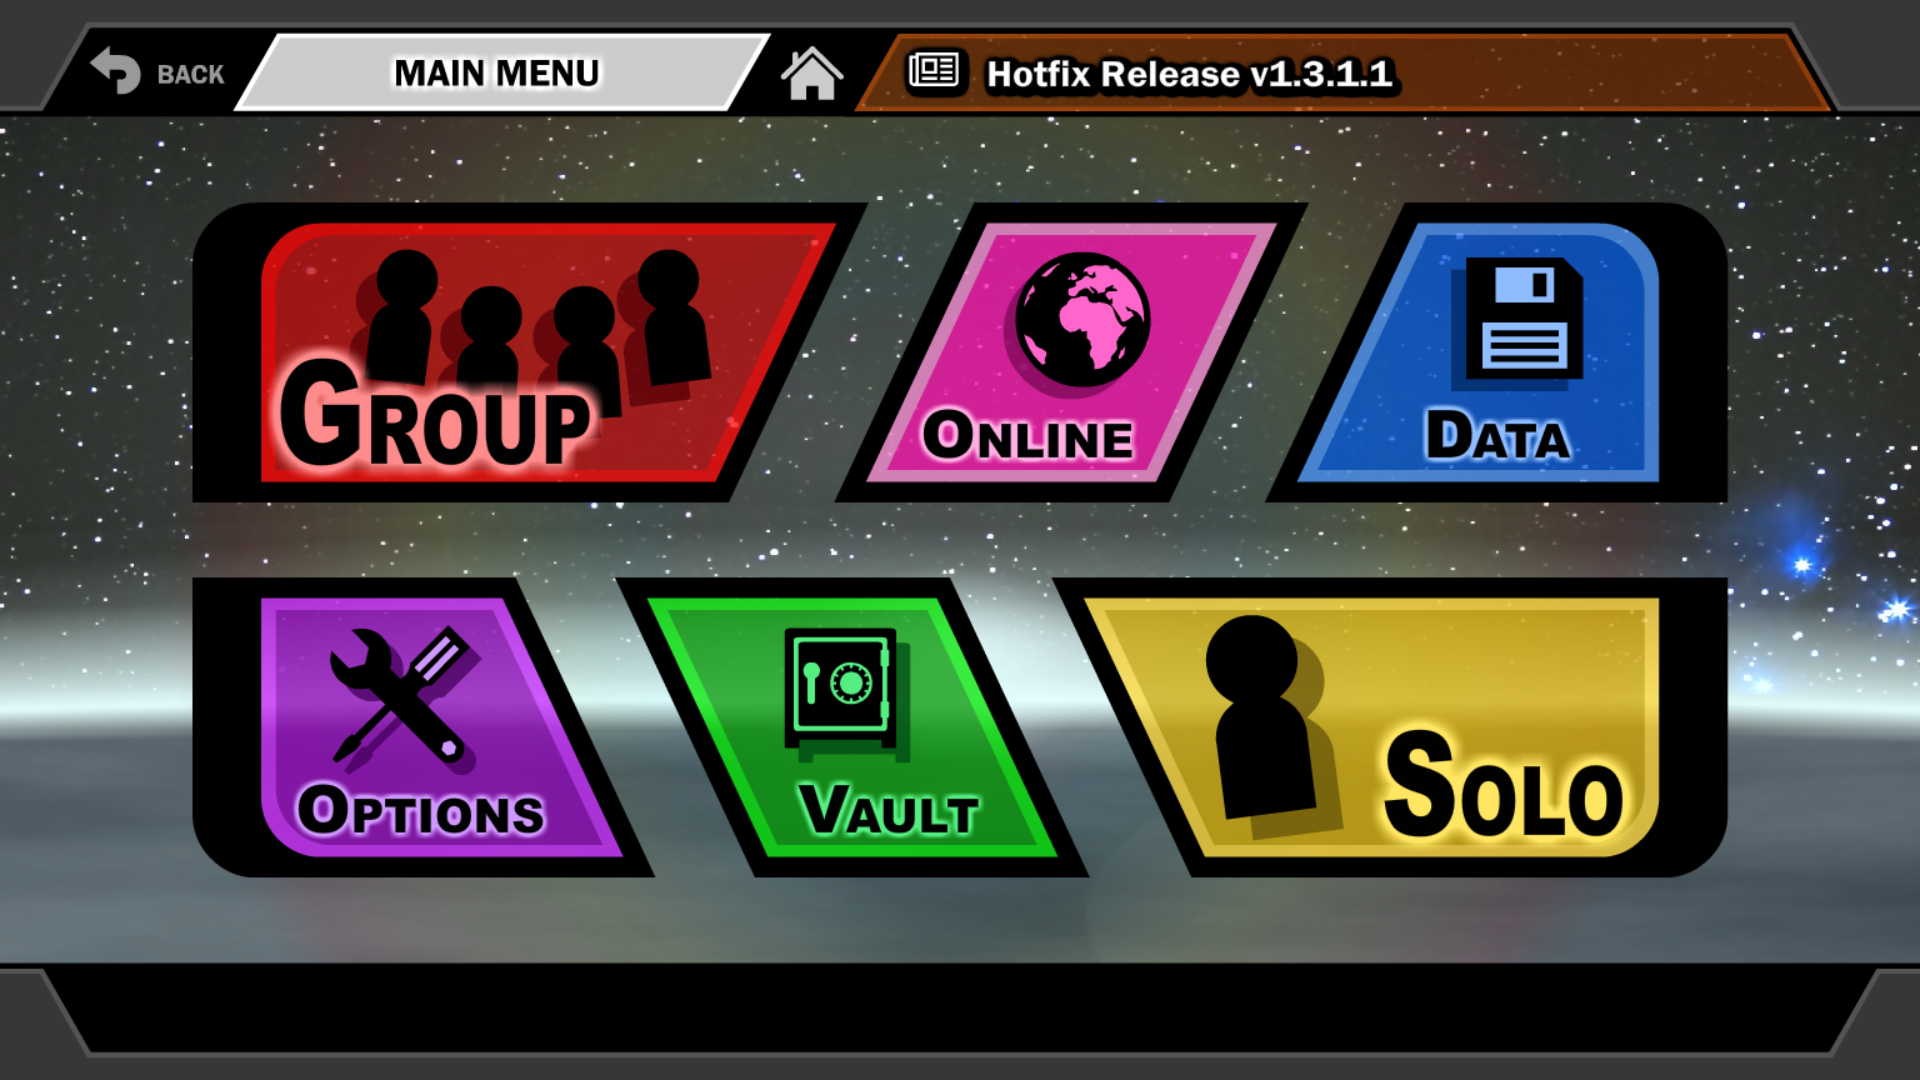 BACK
MAIN MENU
Hotfix Release v1.3.1.1
GROUP
ONLINE
DATA
OPTIONS
VAULT
SOLO